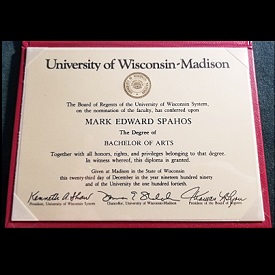 University of Wisconsin-Madison
The Board of Regents of the University of Wisconsin System,
on the nomination of the faculty, has conferred upon
MARK EDWARD SPAHOS
The Degree of
BACHELOR OF ARTS
Together with all honors, rights, and privileges belonging to that degree.
In witness whereof, this diploma is granted.
Given at Madison in the State of Wisconsin
this twenty-third day of December in the year nineteen hundred ninety
and of the University the one hundred fortieth.
Kenneth A. Shaw
President, University of Wisconsin System
Chancellor, University of Wisconsin-Madison
President of the Board of Regents